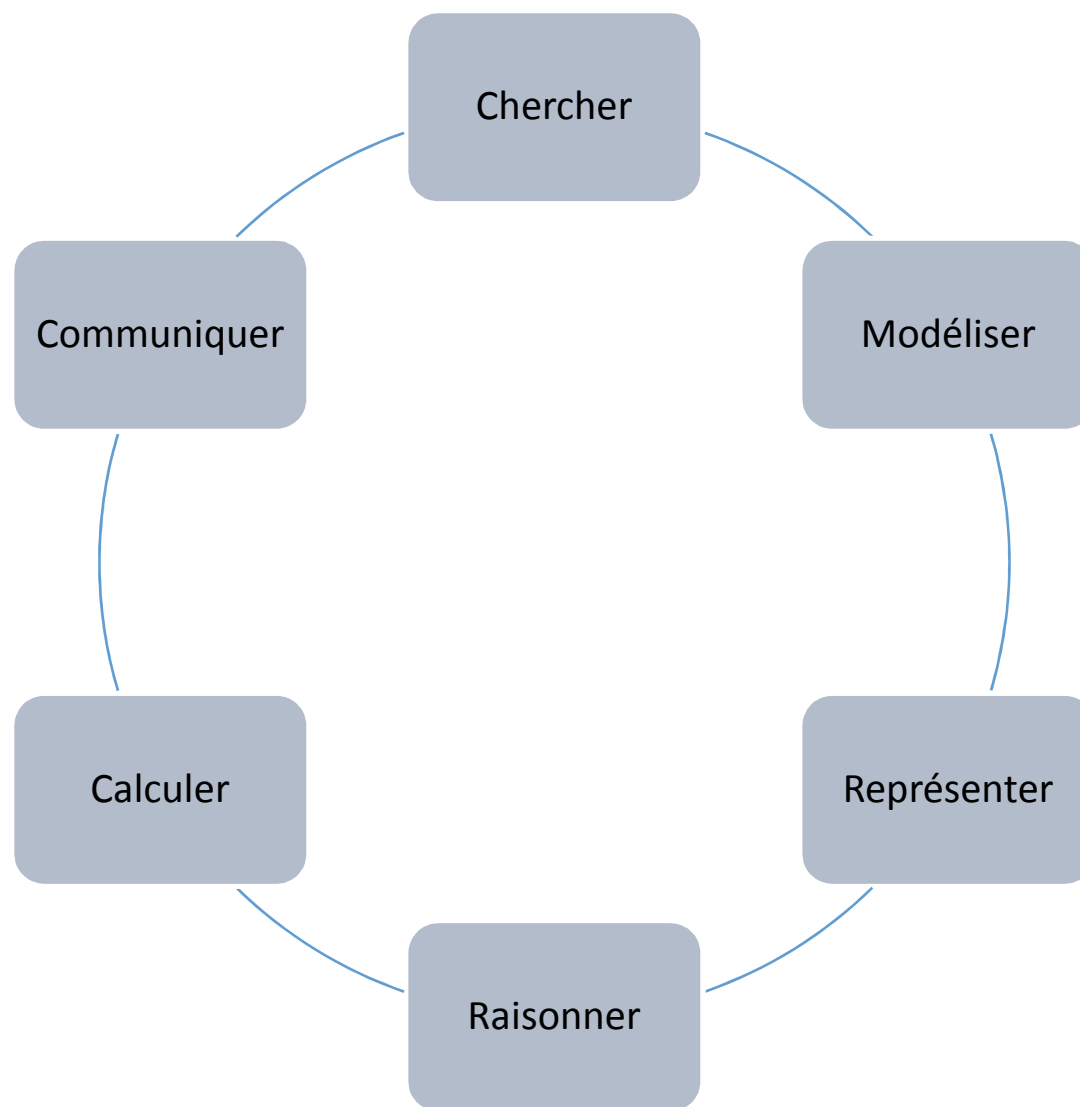 Chercher
Modéliser
Représenter
Raisonner
Calculer
Communiquer